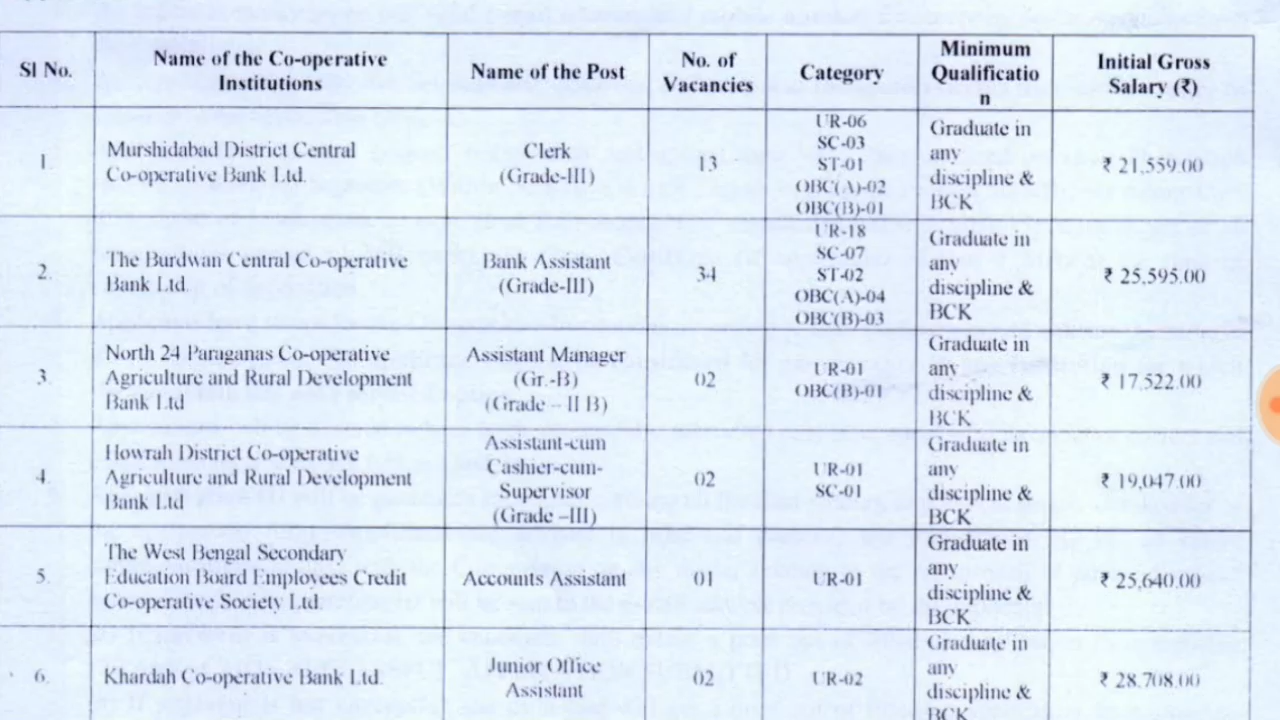 Sl No.
Name of the Co-operative
Institutions
Name of the Post
No. of
Vacancies
Category
Minimum
Qualificatio
n
Initial Gross
Salary (₹)
1.
Murshidabad District Central
Co-operative Bank Ltd.
Clerk
(Grade-III)
13
UR-06
SC-03
ST-01
OBC(A)-02
OBC(B)-01
Graduate in
any
discipline &
BCK
₹ 21,559.00
2.
The Burdwan Central Co-operative
Bank Ltd.
Bank Assistant
(Grade-III)
34
UR-18
SC-07
ST-02
OBC(A)-04
OBC(B)-03
Graduate in
any
discipline &
BCK
₹ 25,595.00
3.
North 24 Paraganas Co-operative
Agriculture and Rural Development
Bank Ltd
Assistant Manager
(Gr.-B)
(Grade – II B)
02
UR-01
OBC(B)-01
Graduate in
any
discipline &
BCK
₹ 17,522.00
4.
Howrah District Co-operative
Agriculture and Rural Development
Bank Ltd
Assistant-cum
Cashier-cum-
Supervisor
(Grade –III)
02
UR-01
SC-01
Graduate in
any
discipline &
BCK
₹ 19,047.00
5.
The West Bengal Secondary
Education Board Employees Credit
Co-operative Society Ltd.
Accounts Assistant
01
UR-01
Graduate in
any
discipline &
BCK
₹ 25,640.00
6.
Khardah Co-operative Bank Ltd.
Junior Office
Assistant
02
UR-02
Graduate in
any
discipline &
BCK
₹ 28,708.00